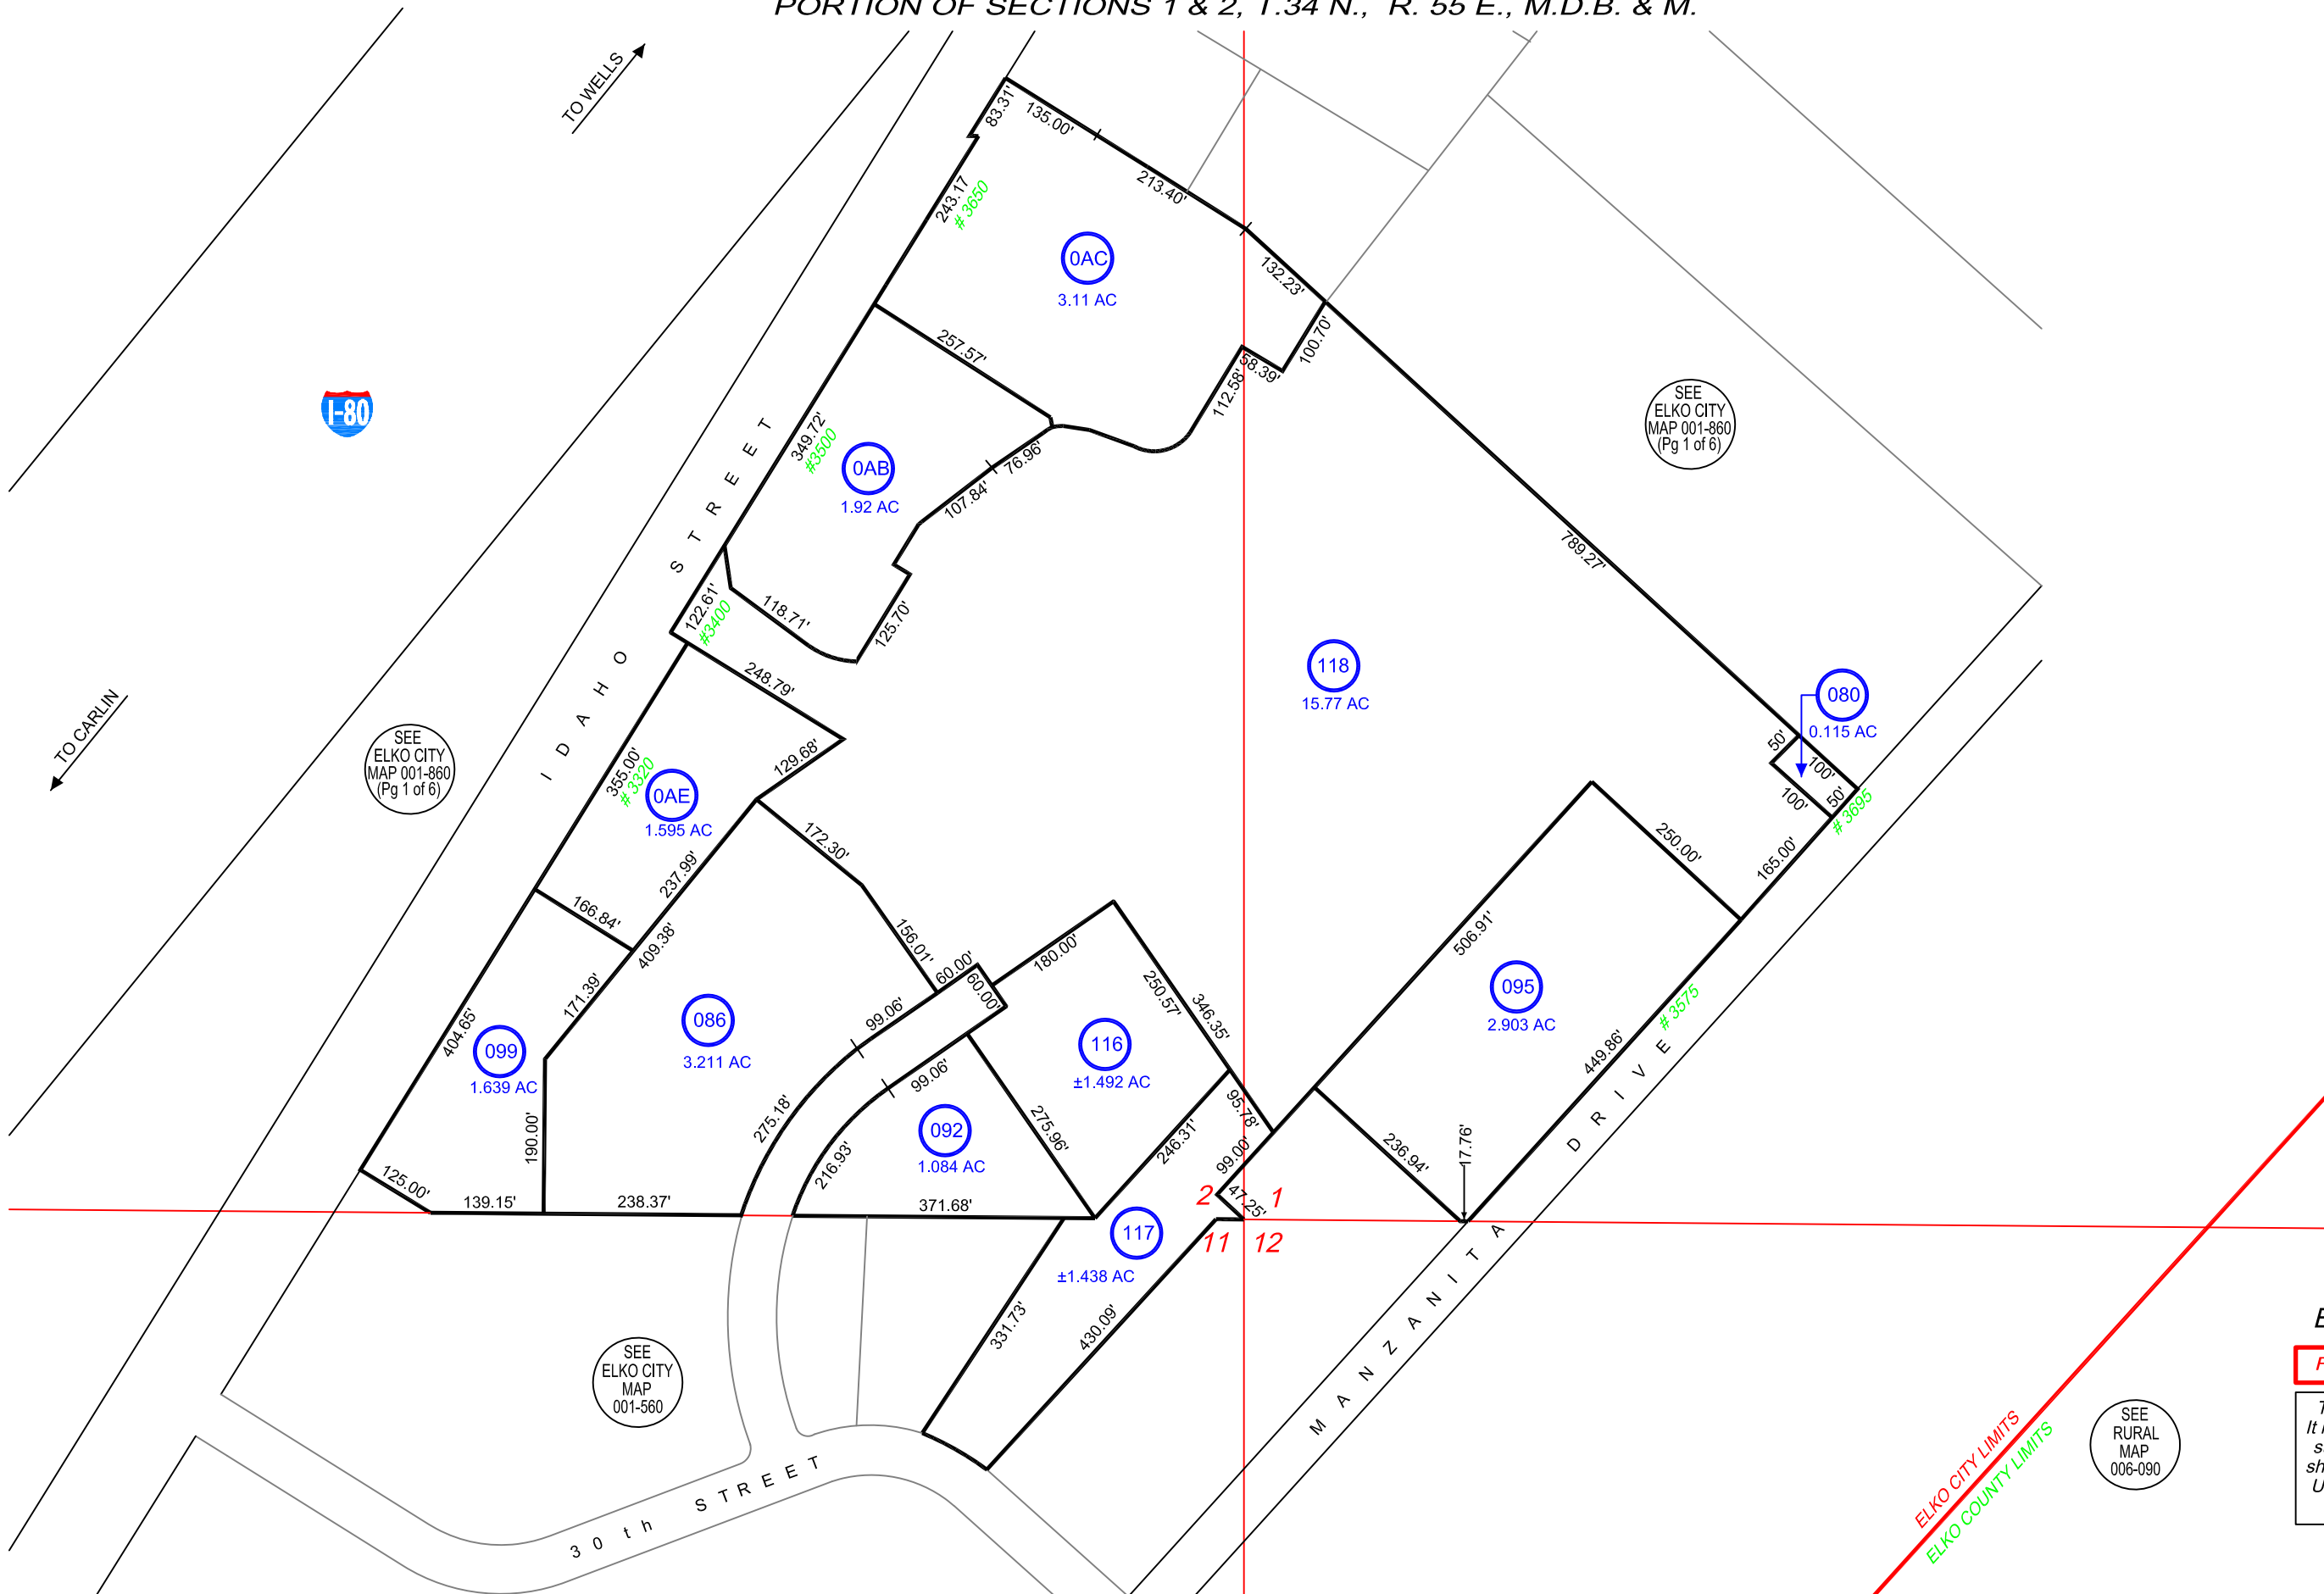 PORTION OF SECTIONS 1 & 2, T.34 N., R. 55 E., M.D.B. & M.
TO WELLS
83.31'
135.00'
213.40'
243.17
# 3650
0AC
3.11 AC
132.23'
100.70'
58.39'
112.58'
257.57'
I-80
349.72'
#3500
0AB
1.92 AC
76.96'
107.84'
SEE
ELKO CITY
MAP 001-860
(Pg 1 of 6)
789.27'
122.61'
#3400
118.71'
125.70'
IDAHO STREET
248.79'
118
15.77 AC
080
0.115 AC
50'
100'
100'
50'
# 3695
TO CARLIN
SEE
ELKO CITY
MAP 001-860
(Pg 1 of 6)
355.00'
# 3320
0AE
1.595 AC
129.68'
172.30'
237.99'
166.84'
409.38'
171.39'
156.01'
60.00'
60.00'
180.00'
250.57'
346.35'
250.00'
165.00'
506.91'
095
2.903 AC
# 3575
449.86'
404.65'
099
1.639 AC
086
3.211 AC
99.06'
99.06'
116
±1.492 AC
275.18'
216.93'
092
1.084 AC
275.96'
246.31'
95.78'
99.00'
47.25'
236.94'
17.76'
190.00'
125.00'
139.15'
238.37'
371.68'
2
1
11
12
117
±1.438 AC
331.73'
430.09'
MANZANITA DRIVE
SEE
ELKO CITY
MAP
001-560
30th STREET
ELKO CITY LIMITS
ELKO COUNTY LIMITS
SEE
RURAL
MAP
006-090